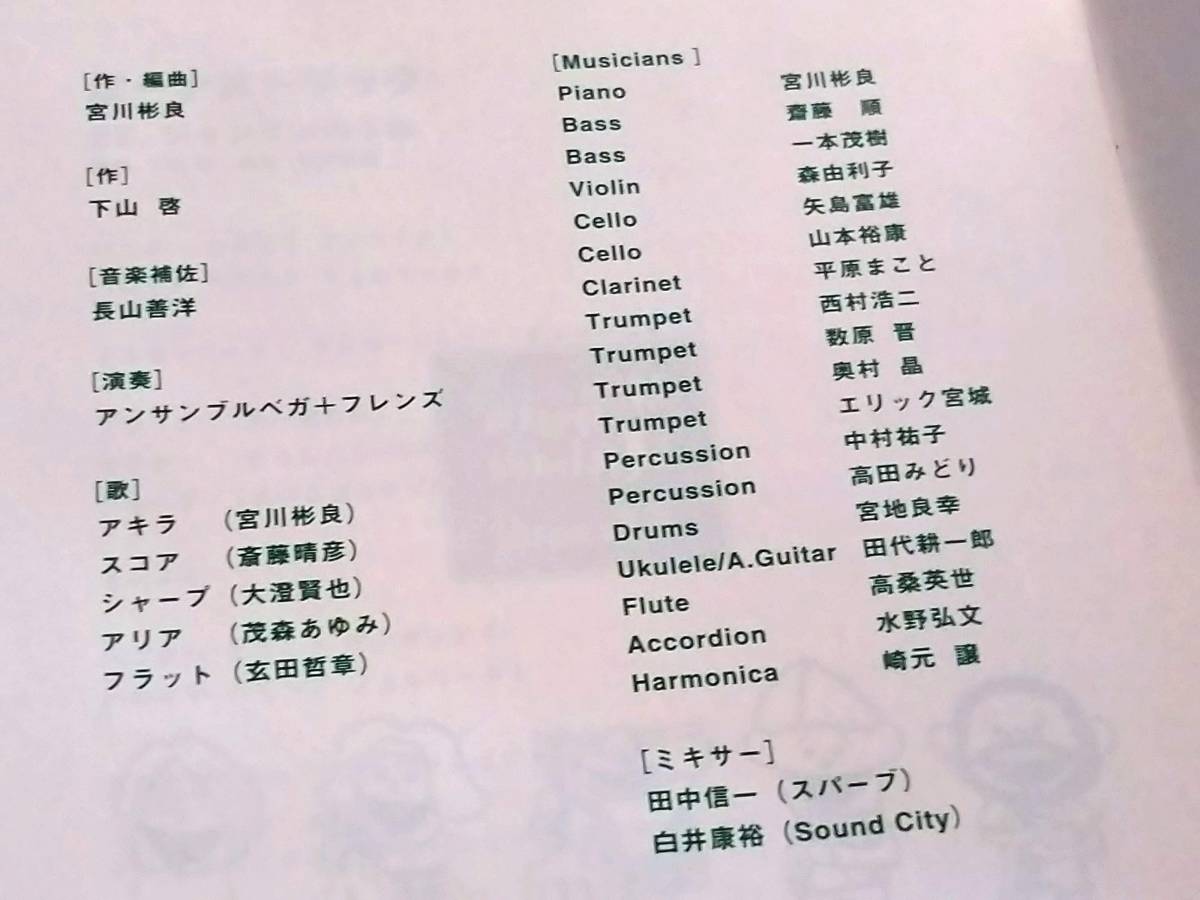 [作・編曲]
宮川彬良
[作]
下山 啓
[音楽補佐]
長山善洋
[演奏]
アンサンブルベガ＋フレンズ
[歌]
アキラ (宮川彬良)
スコア (斎藤晴彦)
シャープ (大澄賢也)
アリア (茂森あゆみ)
フラット (玄田哲章)
[Musicians]
Piano 宮川彬良
Bass 齋藤 順
Bass 一本茂樹
Violin 森由利子
Cello 矢島富雄
Cello 山本裕康
Clarinet 平原まこと
Trumpet 西村浩二
Trumpet 数原 晋
Trumpet 奥村 晶
Trumpet エリック宮城
Percussion 中村祐子
Percussion 高田みどり
Drums 宮地良幸
Ukulele/A.Guitar 田代耕一郎
Flute 高桑英世
Accordion 水野弘文
Harmonica 崎元 譲
[ミキサー]
田中信一 (スパーブ)
白井康裕 (Sound City)